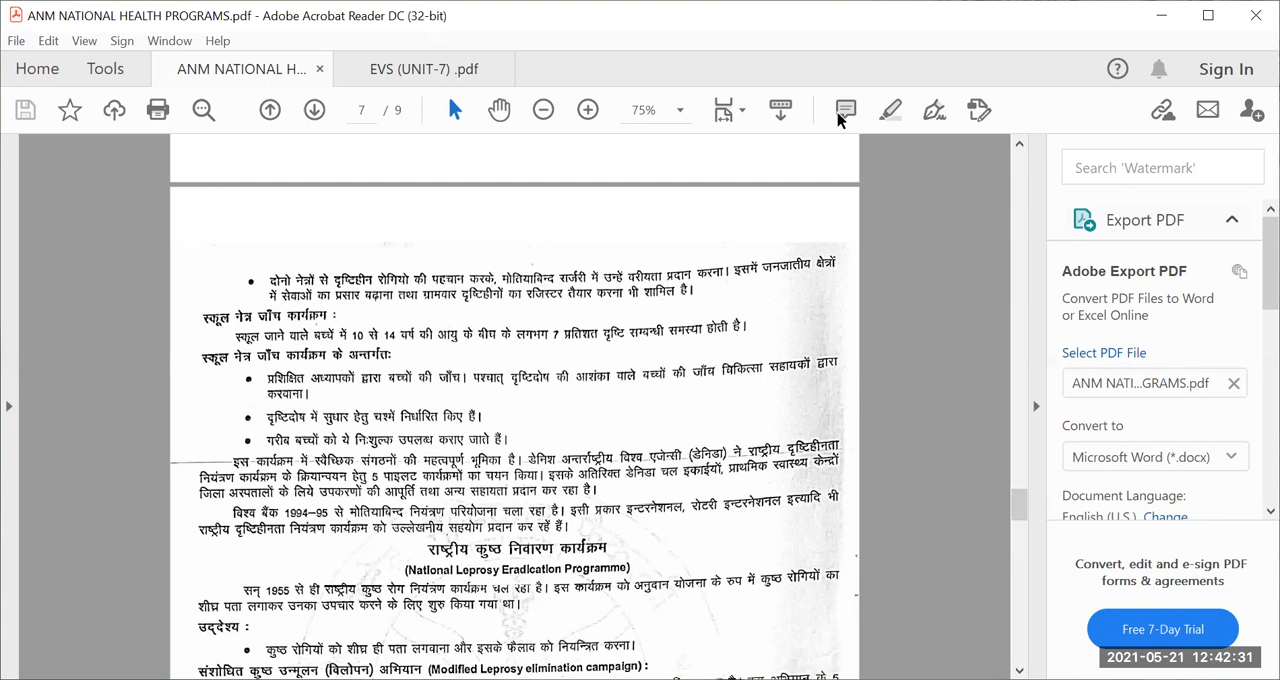 ANM NATIONAL HEALTH PROGRAMS.pdf - Adobe Acrobat Reader DC (32-bit)
File Edit View Sign Window Help
Home Tools ANM NATIONAL H... × EVS (UNIT-7) .pdf Sign In
7 / 9 75%
Search 'Watermark'
Export PDF
Adobe Export PDF
Convert PDF Files to Word
or Excel Online
Select PDF File
ANM NATI...GRAMS.pdf
Convert to
Microsoft Word (*.docx)
Document Language:
English (U.S.) Change
Convert, edit and e-sign PDF
forms & agreements
Free 7-Day Trial
2021-05-21 12:42:31
• दोनो नेत्रों से दृष्टिहीन रोगियो की पहचान करके, मोतियाबिन्द सर्जरी में उन्हें वरीयता प्रदान करना। इसमें जनजातीय क्षेत्रों
में सेवाओं का प्रसार बढ़ाना तथा ग्रामवार दृष्टिहीनों का रजिस्टर तैयार करना भी शामिल है।
स्कूल नेत्र जाँच कार्यक्रम :
स्कूल जाने वाले बच्चें में 10 से 14 वर्ष की आयु के बीच के लगभग 7 प्रतिशत दृष्टि सम्बन्धी समस्या होती है।
स्कूल नेत्र जाँच कार्यक्रम के अन्तर्गतः
• प्रशिक्षित अध्यापकों द्वारा बच्चों की जाँच। पश्चात् दृष्टिदोष की आशंका वाले बच्चों की जाँच चिकित्सा सहायकों द्वारा
करवाना।
• दृष्टिदोष में सुधार हेतु चश्में निर्धारित किए हैं।
• गरीब बच्चों को ये निःशुल्क उपलब्ध कराए जाते हैं।
इस कार्यक्रम में स्वैच्छिक संगठनों की महत्वपूर्ण भूमिका है। डेनिश अन्तर्राष्ट्रीय विश्व एजेन्सी (डेनिडा) ने राष्ट्रीय दृष्टिहीनता
नियंत्रण कार्यक्रम के क्रियान्वयन हेतु 5 पाइलट कार्यक्रमों का चयन किया। इसके अतिरिक्त डेनिडा चल इकाईयों, प्राथमिक स्वास्थ्य केन्द्रों
जिला अस्पतालों के लिये उपकरणों की आपूर्ति तथा अन्य सहायता प्रदान कर रहा है।
विश्व बैंक 1994-95 से मोतियाबिन्द नियंत्रण परियोजना चला रहा है। इसी प्रकार इन्टरनेशनल, रोटरी इन्टरनेशनल इत्यादि भी
राष्ट्रीय दृष्टिहीनता नियंत्रण कार्यक्रम को उल्लेखनीय सहयोग प्रदान कर रहें हैं।
राष्ट्रीय कुष्ठ निवारण कार्यक्रम
(National Leprosy Eradication Programme)
सन् 1955 से ही राष्ट्रीय कुष्ठ रोग नियंत्रण कार्यक्रम चल रहा है। इस कार्यक्रम को अनुदान योजना के रुप में कुष्ठ रोगियों का
शीघ्र पता लगाकर उनका उपचार करने के लिए शुरु किया गया था।
उद्देश्य :
• कुष्ठ रोगियों को शीघ्र ही पता लगवाना और इसके फैलाव को नियन्त्रित करना।
संशोधित कुष्ठ उन्मूलन (विलोपन) अभियान (Modified Leprosy elimination campaign) :